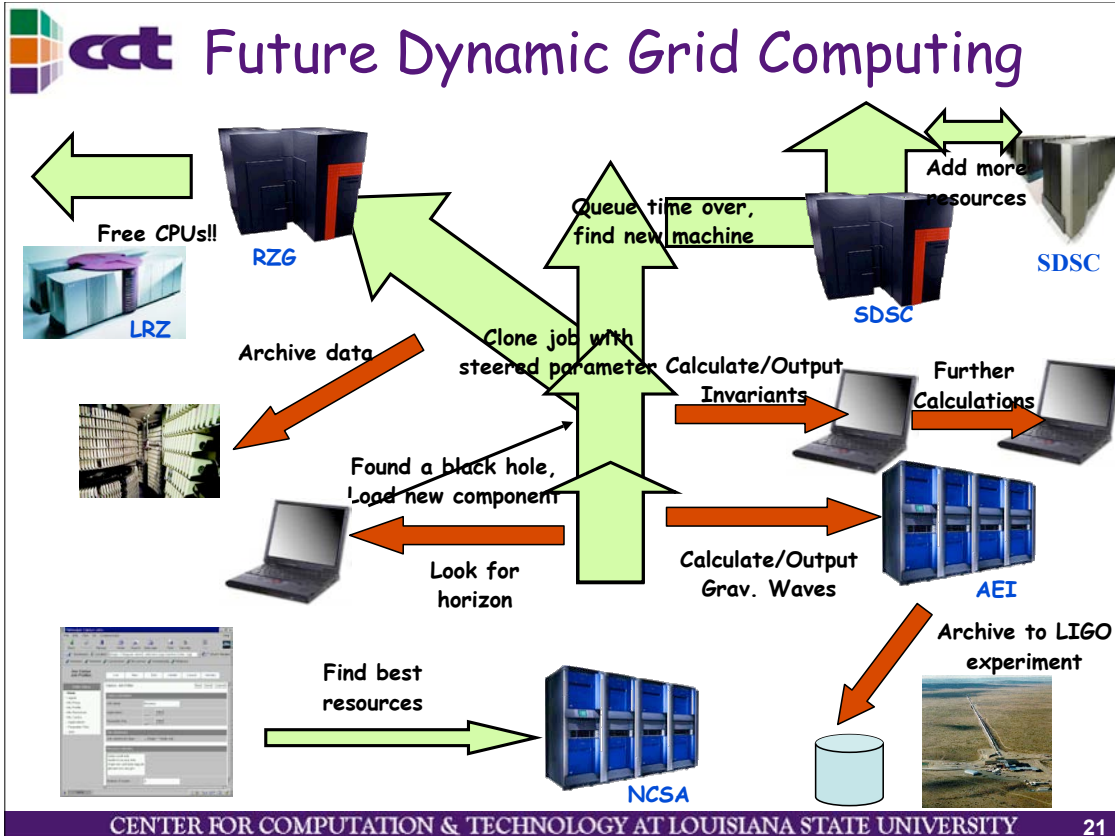 cct Future Dynamic Grid Computing
Add more
resources
Queue time over,
find new machine
Free CPUs!!
RZG
SDSC
SDSC
LRZ
Clone job with
steered parameter
Archive data
Calculate/Output
Invariants
Further
Calculations
Found a black hole,
Load new component
Look for
horizon
Calculate/Output
Grav. Waves
AEI
Archive to LIGO
experiment
Find best
resources
NCSA
CENTER FOR COMPUTATION & TECHNOLOGY AT LOUISIANA STATE UNIVERSITY 21